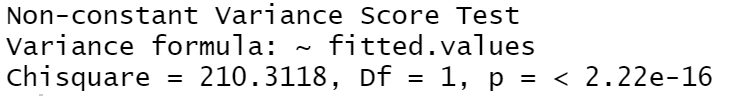 Non-constant Variance Score Test
Variance formula: ~ fitted.values
Chisquare = 210.3118, Df = 1, p = < 2.22e-16